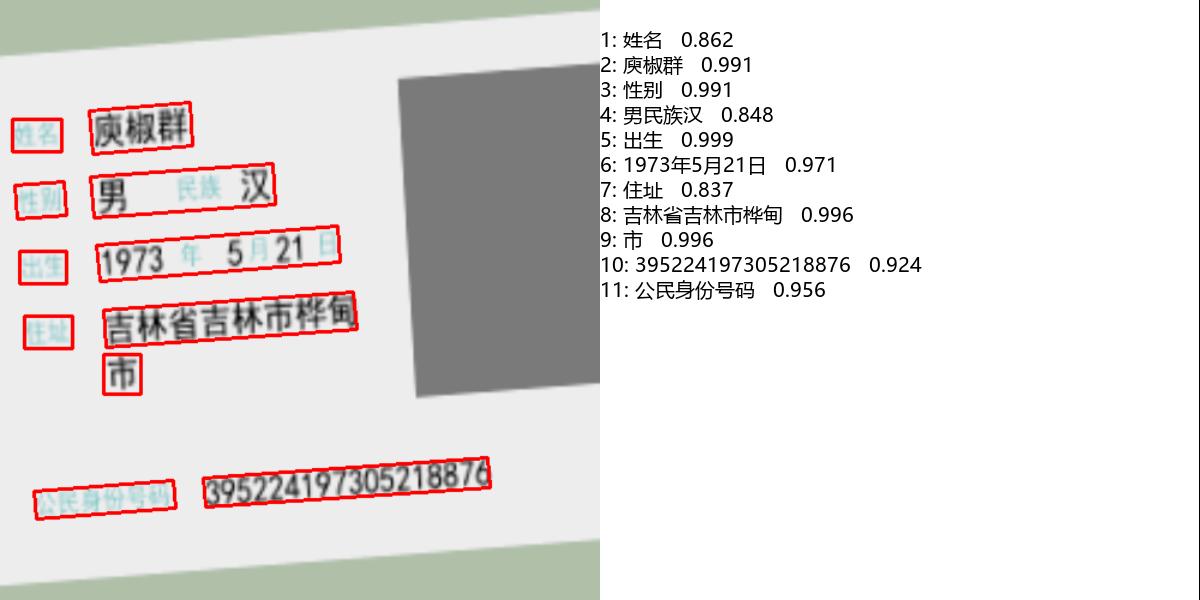 姓名 庾椒群
性别 男 民族 汉
出生 1973 年 5 月 21 日
住址 吉林省吉林市桦甸
市
公民身份号码 395224197305218876
1: 姓名 0.862
2: 庾椒群 0.991
3: 性别 0.991
4: 男民族汉 0.848
5: 出生 0.999
6: 1973年5月21日 0.971
7: 住址 0.837
8: 吉林省吉林市桦甸 0.996
9: 市 0.996
10: 395224197305218876 0.924
11: 公民身份号码 0.956